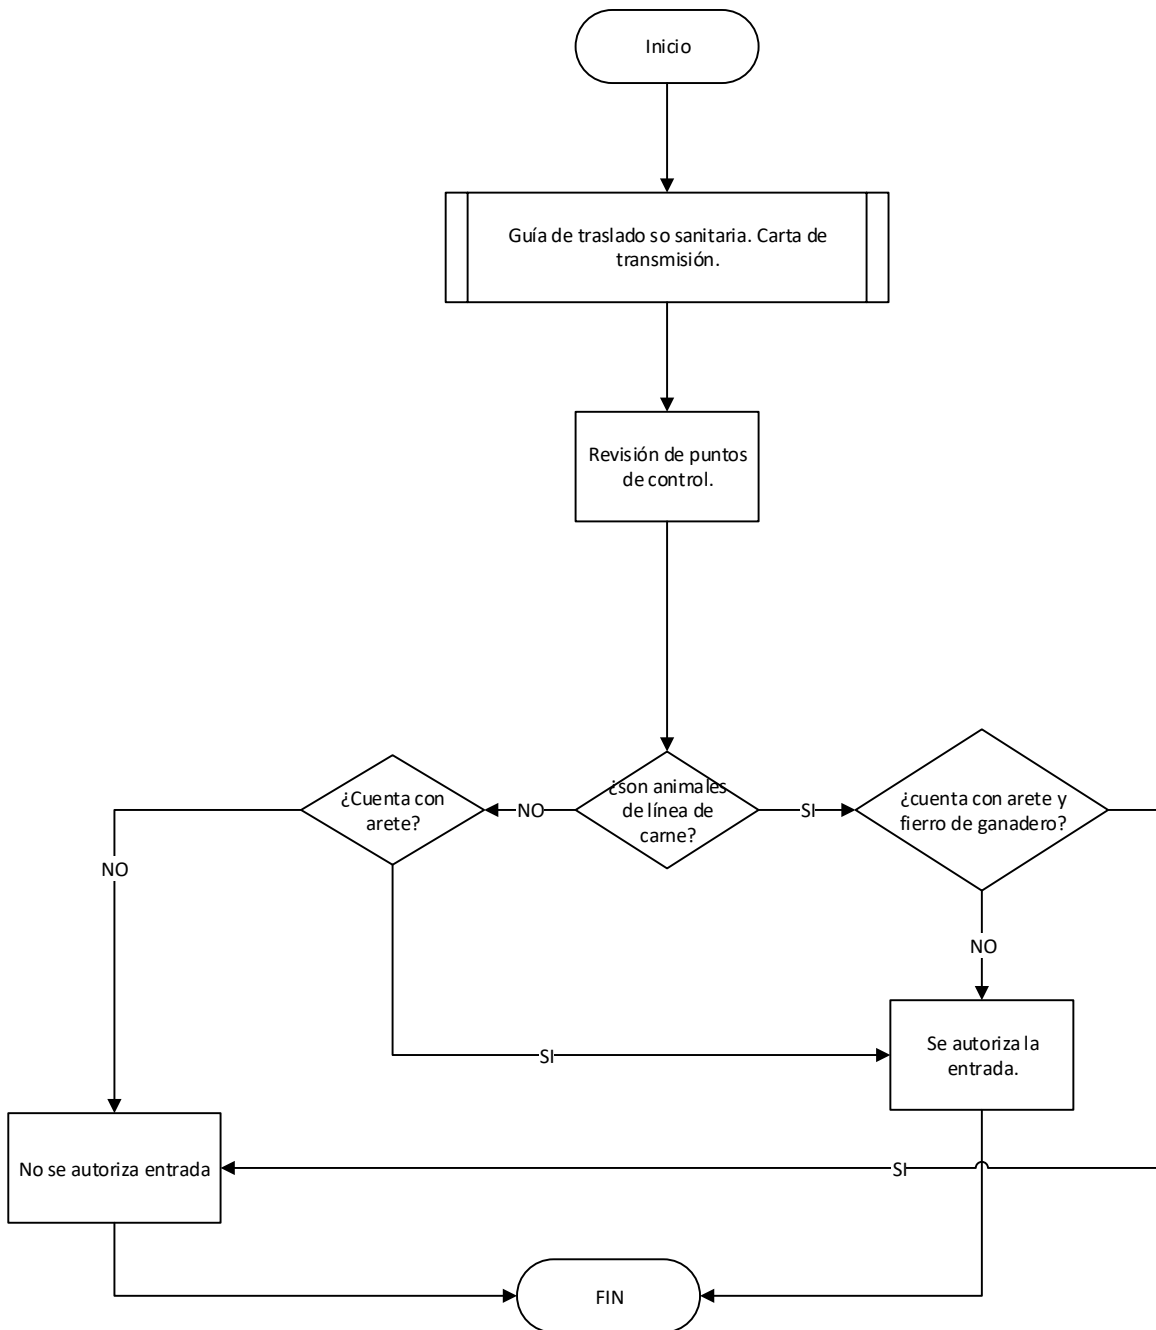 Inicio
Guía de traslado so sanitaria. Carta de
transmisión.
Revisión de puntos
de control.
¿Cuenta con
arete?
NO
¿son animales
de línea de
carne?
SI
¿cuenta con arete y
fierro de ganadero?
NO
NO
SI
Se autoriza la
entrada.
No se autoriza entrada
SI
FIN